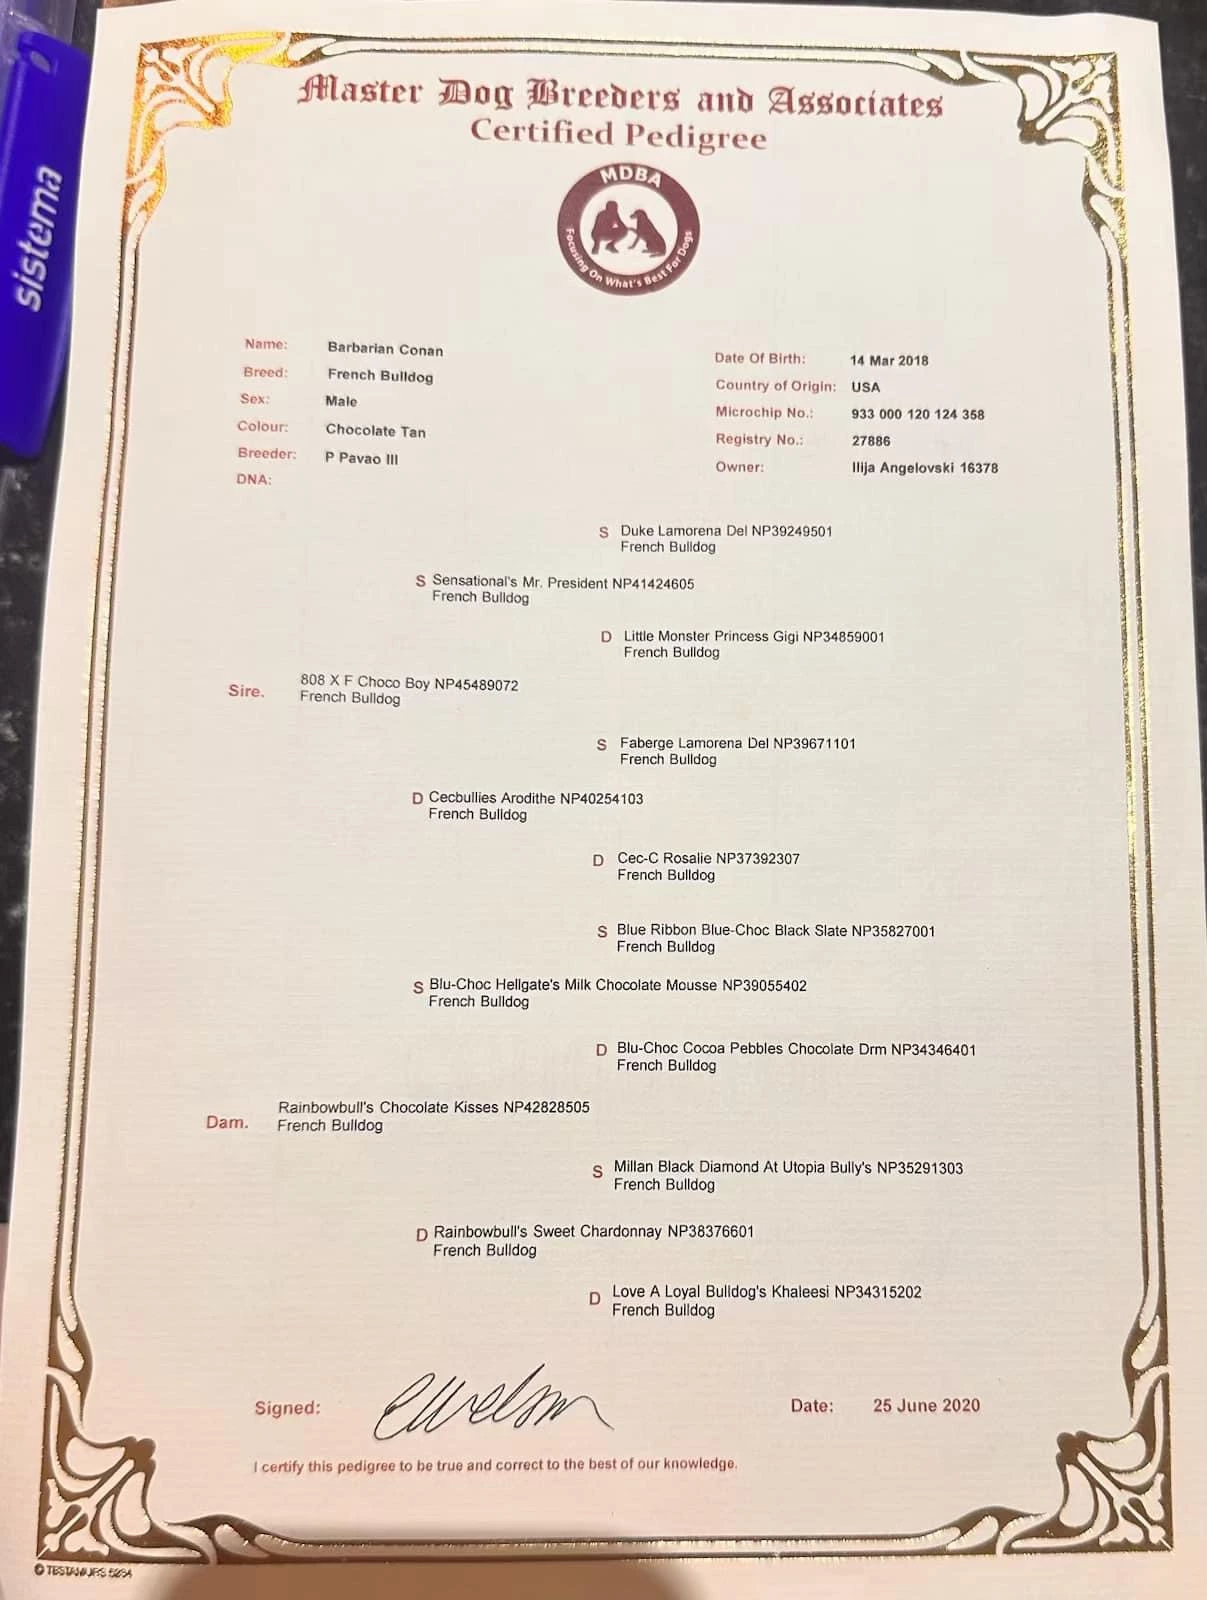 sistema
Master Dog Breeders and Associates
Certified Pedigree
MDBA
Focusing On What's Best For Dogs
Name: Barbarian Conan
Breed: French Bulldog
Sex: Male
Colour: Chocolate Tan
Breeder: P Pavao III
DNA:
Date Of Birth: 14 Mar 2018
Country of Origin: USA
Microchip No.: 933 000 120 124 358
Registry No.: 27886
Owner: Ilija Angelovski 16378
S Duke Lamorena Del NP39249501
French Bulldog
S Sensational's Mr. President NP41424605
French Bulldog
D Little Monster Princess Gigi NP34859001
French Bulldog
Sire. 808 X F Choco Boy NP45489072
French Bulldog
S Faberge Lamorena Del NP39671101
French Bulldog
D Cecbullies Arodithe NP40254103
French Bulldog
D Cec-C Rosalie NP37392307
French Bulldog
S Blue Ribbon Blue-Choc Black Slate NP35827001
French Bulldog
S Blu-Choc Hellgate's Milk Chocolate Mousse NP39055402
French Bulldog
D Blu-Choc Cocoa Pebbles Chocolate Drm NP34346401
French Bulldog
Dam. Rainbowbull's Chocolate Kisses NP42828505
French Bulldog
S Millan Black Diamond At Utopia Bully's NP35291303
French Bulldog
D Rainbowbull's Sweet Chardonnay NP38376601
French Bulldog
D Love A Loyal Bulldog's Khaleesi NP34315202
French Bulldog
Signed:
Date: 25 June 2020
I certify this pedigree to be true and correct to the best of our knowledge.
© TESTAMURS 5234